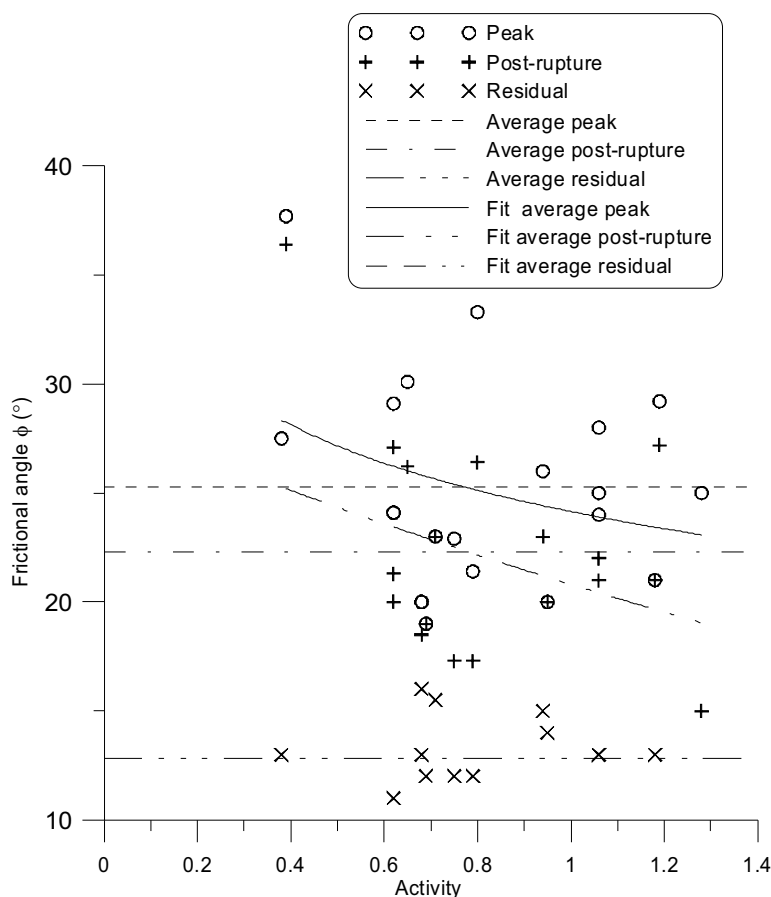 Peak
Post-rupture
Residual
Average peak
Average post-rupture
Average residual
Fit average peak
Fit average post-rupture
Fit average residual
40
30
20
10
Frictional angle ϕ (°)
0 0.2 0.4 0.6 0.8 1 1.2 1.4
Activity